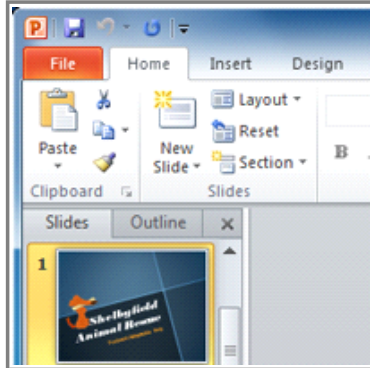 P
File Home Insert Design
Layout
Reset
Section
Paste
New
Slide
B
Clipboard Slides
Slides Outline
1
Shelbyfield
Animal Rescue